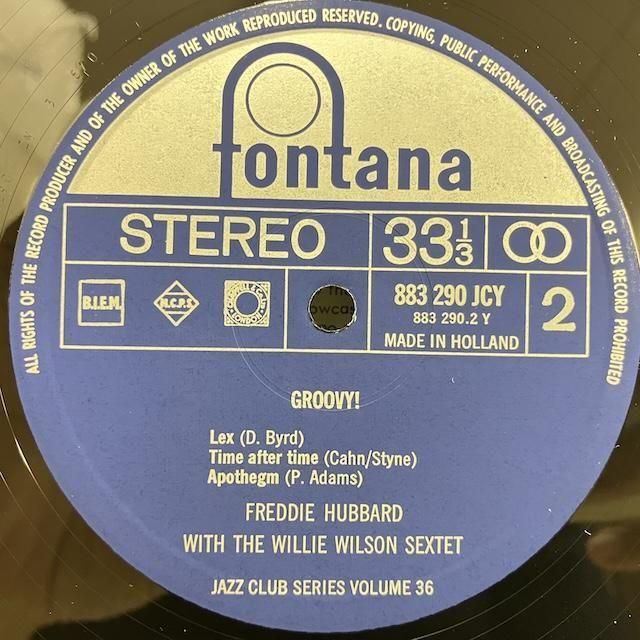 ALL RIGHTS OF THE RECORD PRODUCER AND OF THE OWNER OF THE WORK REPRODUCED RESERVED. COPYING, PUBLIC PERFORMANCE AND BROADCASTING OF THIS RECORD PROHIBITED
fontana
STEREO 33 1/3
B.I.E.M. M.C.P.S. 883 290 JCY 2
883 290.2 Y
MADE IN HOLLAND
GROOVY!
Lex (D. Byrd)
Time after time (Cahn/Styne)
Apothegm (P. Adams)
FREDDIE HUBBARD
WITH THE WILLIE WILSON SEXTET
JAZZ CLUB SERIES VOLUME 36